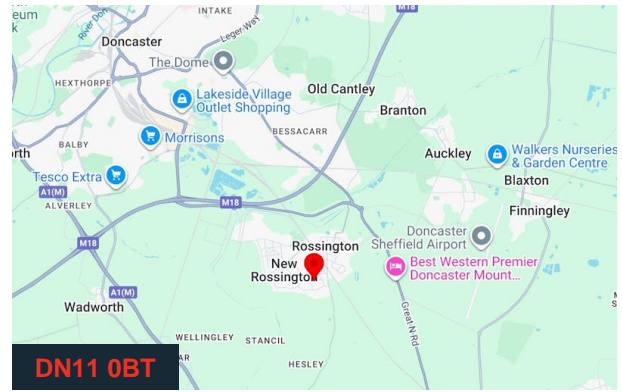 INTAKE
eum
k
River Don
Doncaster
Leger-Way
The Dome
HEXTHORPE
Lakeside Village
Outlet Shopping
Old Cantley
Branton
BESSACARR
Morrisons
BALBY
orth
Auckley
Walkers Nurseries
& Garden Centre
Tesco Extra
Blaxton
A1(M)
ALVERLEY
M18
Finningley
Doncaster
Sheffield Airport
M18
Rossington
New
Rossington
Best Western Premier
Doncaster Mount...
A1(M)
Wadworth
Great N Rd
WELLINGLEY
STANCIL
AR
HESLEY
DN11 0BT